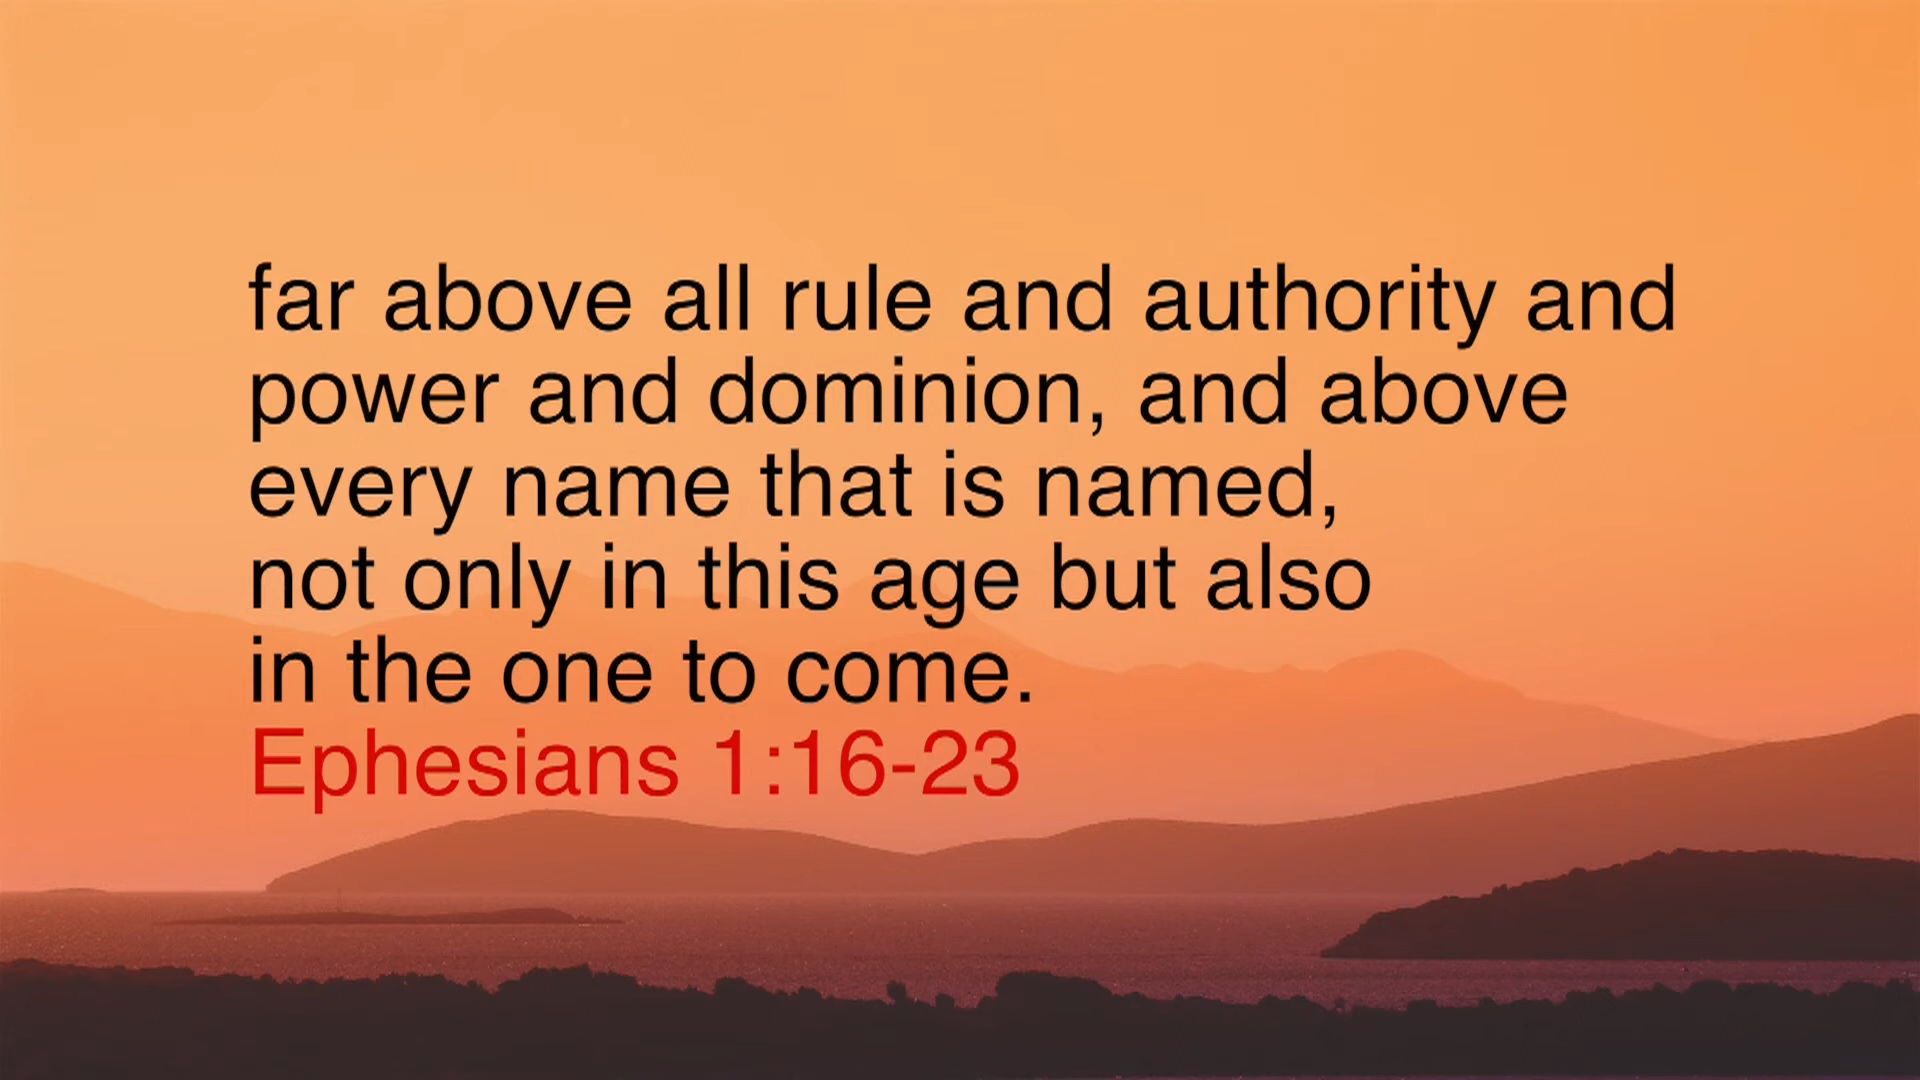 far above all rule and authority and
power and dominion, and above
every name that is named,
not only in this age but also
in the one to come.
Ephesians 1:16-23